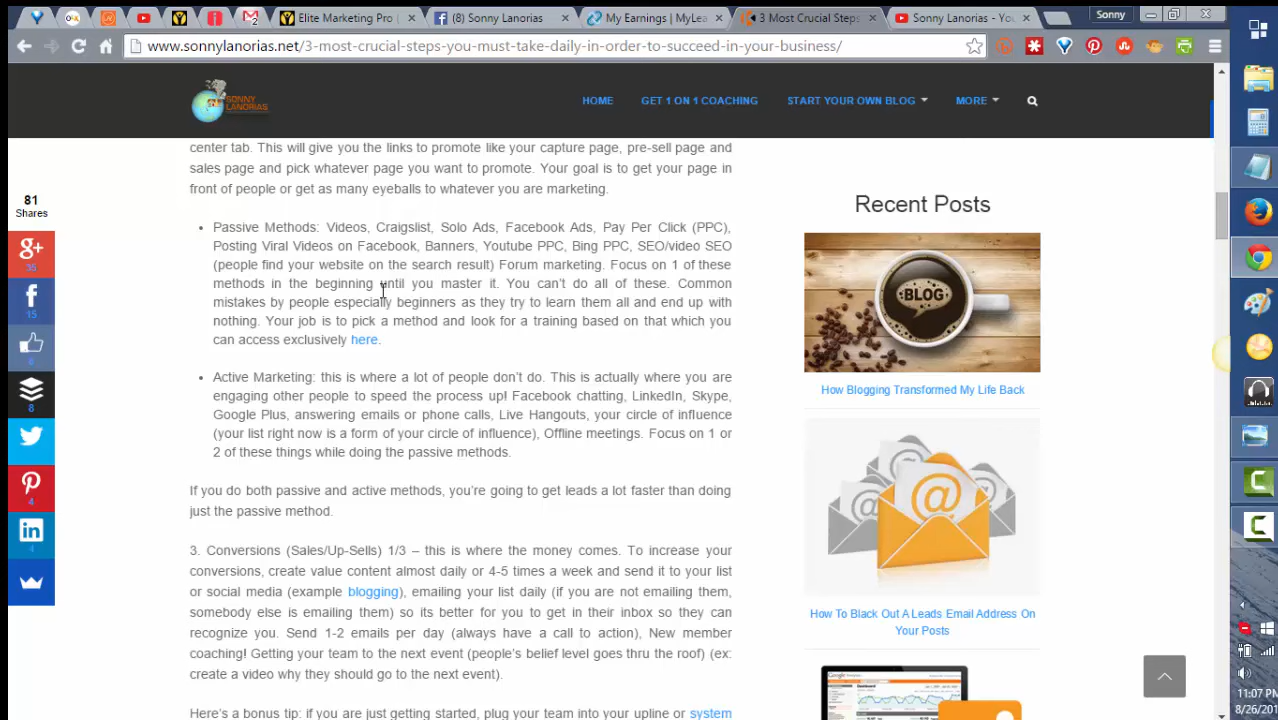 Elite Marketing Pro
(8) Sonny Lanorias
My Earnings | MyLea
3 Most Crucial Steps
Sonny Lanorias - You
Sonny
www.sonnylanorias.net/3-most-crucial-steps-you-must-take-daily-in-order-to-succeed-in-your-business/
SONNY
LANORIAS
HOME
GET 1 ON 1 COACHING
START YOUR OWN BLOG
MORE
center tab. This will give you the links to promote like your capture page, pre-sell page and
sales page and pick whatever page you want to promote. Your goal is to get your page in
front of people or get as many eyeballs to whatever you are marketing.
81
Shares
35
15
6
8
4
4
• Passive Methods: Videos, Craigslist, Solo Ads, Facebook Ads, Pay Per Click (PPC),
Posting Viral Videos on Facebook, Banners, Youtube PPC, Bing PPC, SEO/video SEO
(people find your website on the search result) Forum marketing. Focus on 1 of these
methods in the beginning until you master it. You can't do all of these. Common
mistakes by people especially beginners as they try to learn them all and end up with
nothing. Your job is to pick a method and look for a training based on that which you
can access exclusively here.
• Active Marketing: this is where a lot of people don't do. This is actually where you are
engaging other people to speed the process up! Facebook chatting, LinkedIn, Skype,
Google Plus, answering emails or phone calls, Live Hangouts, your circle of influence
(your list right now is a form of your circle of influence), Offline meetings. Focus on 1 or
2 of these things while doing the passive methods.
If you do both passive and active methods, you're going to get leads a lot faster than doing
just the passive method.
3. Conversions (Sales/Up-Sells) 1/3 – this is where the money comes. To increase your
conversions, create value content almost daily or 4-5 times a week and send it to your list
or social media (example blogging), emailing your list daily (if you are not emailing them,
somebody else is emailing them) so its better for you to get in their inbox so they can
recognize you. Send 1-2 emails per day (always have a call to action), New member
coaching! Getting your team to the next event (people's belief level goes thru the roof) (ex:
create a video why they should go to the next event).
Here's a bonus tip if you are just getting started, plug your team into your upline or system
Recent Posts
BLOG
How Blogging Transformed My Life Back
How To Black Out A Leads Email Address On
Your Posts
11:07 PM
8/26/201